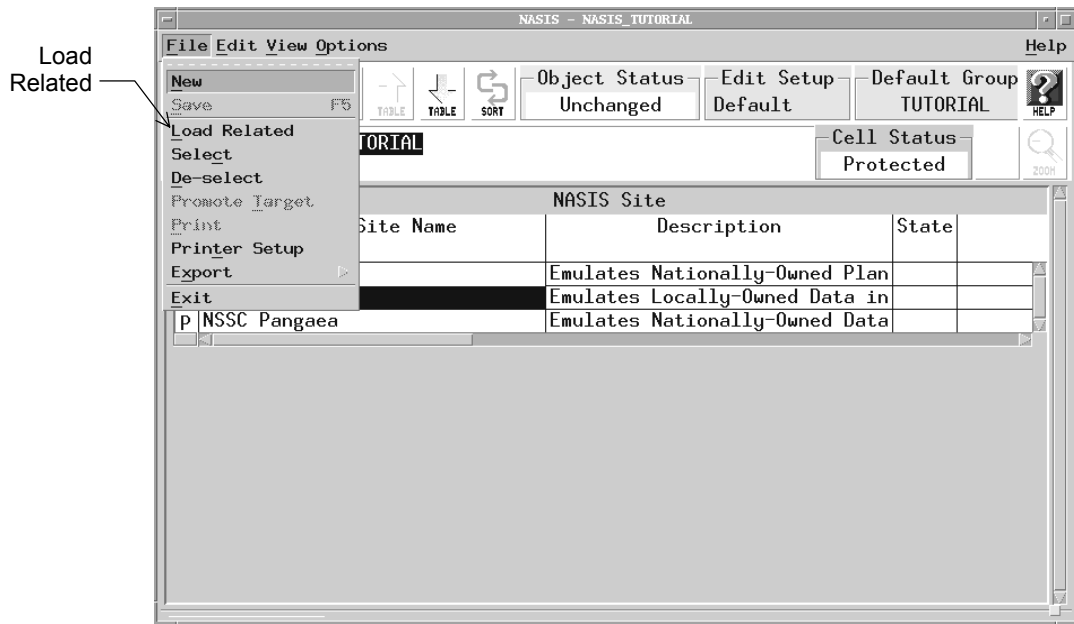 Load
Related
NASIS - NASIS_TUTORIAL
File Edit View Options Help
New
Save F5
Load Related
Select
De-select
Promote Target
Print
Printer Setup
Export
Exit
TABLE TABLE SORT
Object Status
Unchanged
Edit Setup
Default
Default Group
TUTORIAL
HELP
TORIAL
Cell Status
Protected
ZOOM
NASIS Site
Site Name Description State
Emulates Nationally-Owned Plan
Emulates Locally-Owned Data in
P NSSC Pangaea Emulates Nationally-Owned Data